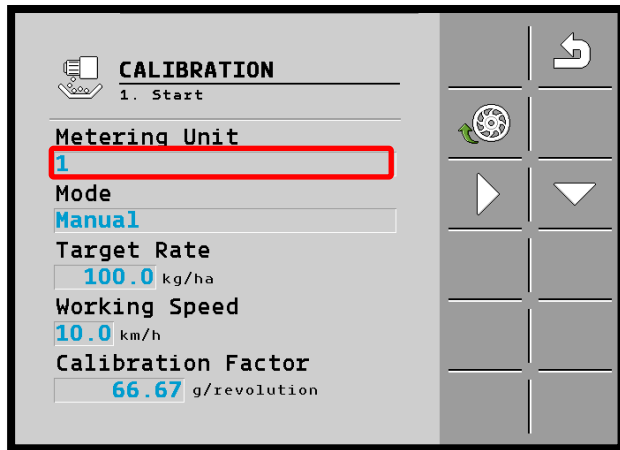 CALIBRATION
1. Start
Metering Unit
1
Mode
Manual
Target Rate
100.0 kg/ha
Working Speed
10.0 km/h
Calibration Factor
66.67 g/revolution